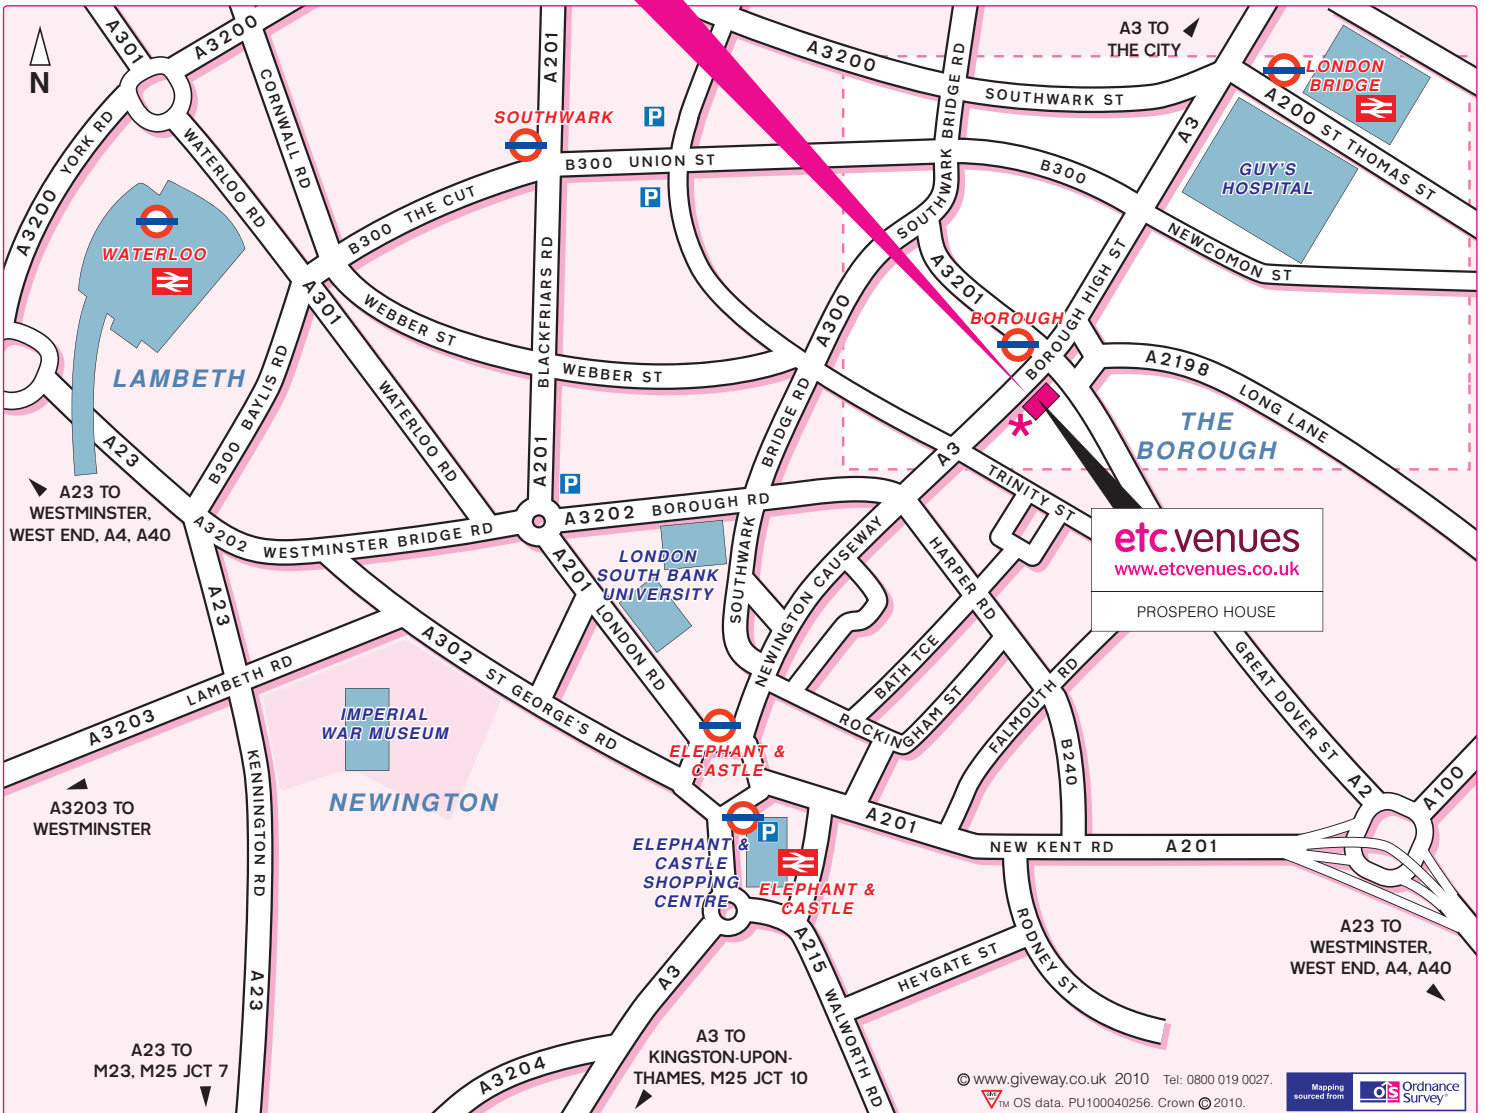 A301
A3200
N
CORNWALL RD
A3200 YORK RD
WATERLOO RD
A201
SOUTHWARK
P
P
B300 UNION ST
B300 THE CUT
A3200
SOUTHWARK ST
SOUTHWARK BRIDGE RD
A3 TO
THE CITY
LONDON
BRIDGE
A200 ST THOMAS ST
A3
GUY'S
HOSPITAL
B300
NEWCOMON ST
SOUTHWARK
A3201
BOROUGH
BOROUGH HIGH ST
A300
WATERLOO
A301
WEBBER ST
BLACKFRIARS RD
WEBBER ST
LAMBETH
B300 BAYLIS RD
WATERLOO RD
A2198
LONG LANE
THE
BOROUGH
*
BRIDGE RD
A3
TRINITY ST
A23
A23 TO
WESTMINSTER,
WEST END, A4, A40
A201
P
A3202
WESTMINSTER BRIDGE RD
A3202 BOROUGH RD
etc.venues
www.etcvenues.co.uk
PROSPERO HOUSE
LONDON
SOUTH BANK
UNIVERSITY
A201
LONDON RD
SOUTHWARK
NEWINGTON CAUSEWAY
HARPER RD
A23
LAMBETH RD
A3203
A302
ST GEORGE'S RD
BATH TCE
ROCKINGHAM ST
FALMOUTH RD
GREAT DOVER ST
A2
A100
B240
IMPERIAL
WAR MUSEUM
NEWINGTON
ELEPHANT &
CASTLE
A3203 TO
WESTMINSTER
KENNINGTON RD
A23
P
ELEPHANT &
CASTLE
SHOPPING
CENTRE
ELEPHANT &
CASTLE
A201
NEW KENT RD
A201
A23 TO
WESTMINSTER,
WEST END, A4, A40
RODNEY ST
HEYGATE ST
A215
WALWORTH RD
A3
A3204
A23 TO
M23, M25 JCT 7
A3 TO
KINGSTON-UPON-
THAMES, M25 JCT 10
© www.giveway.co.uk 2010 Tel: 0800 019 0027.
GIVE WAY TM OS data. PU100040256. Crown © 2010.
Mapping
sourced from
OS Ordnance
Survey®